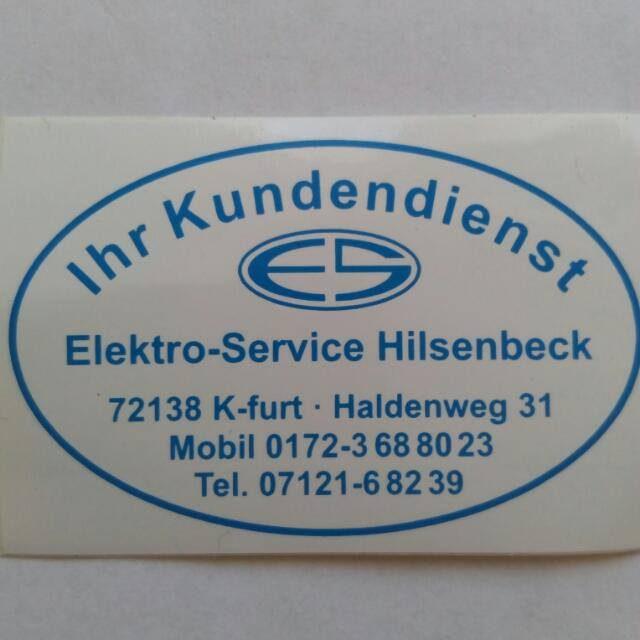 Ihr Kundendienst
ES
Elektro-Service Hilsenbeck
72138 K-furt · Haldenweg 31
Mobil 0172-3 68 80 23
Tel. 07121-6 82 39